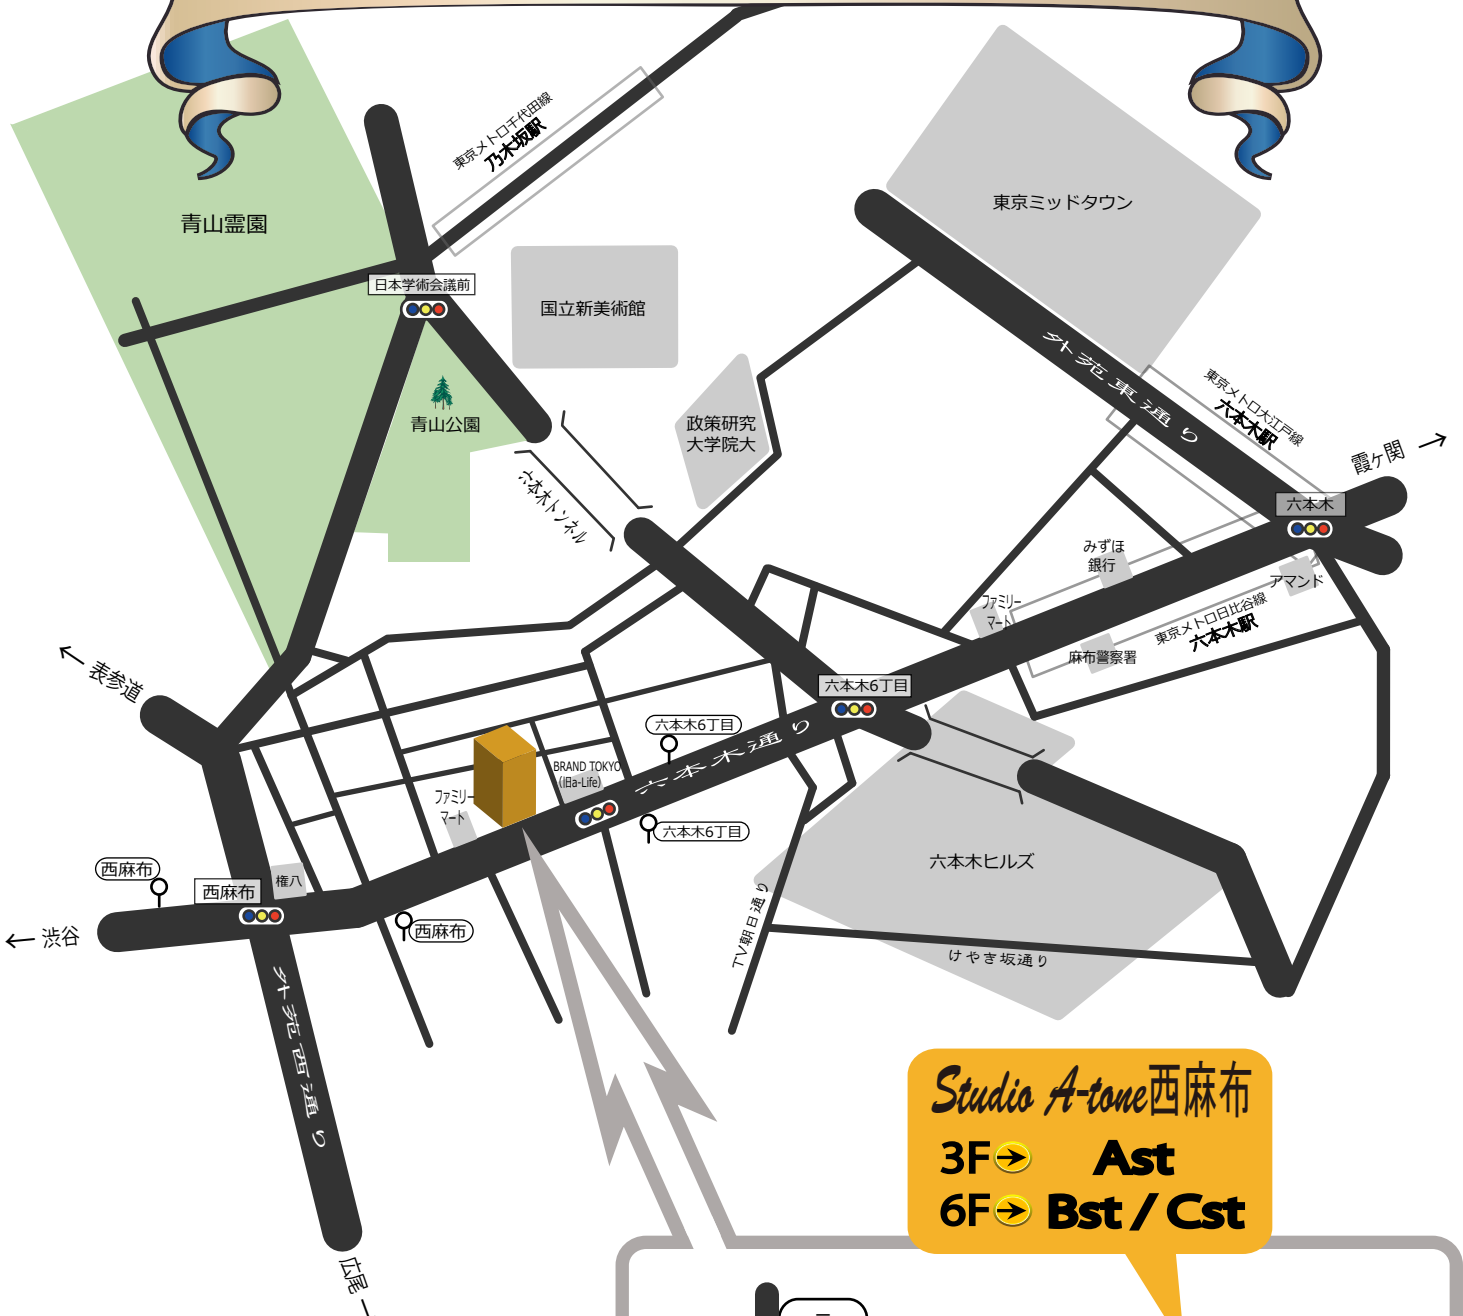 東京メトロ千代田線
乃木坂駅
青山霊園
東京ミッドタウン
日本学術会議前
国立新美術館
外苑東通り
東京メトロ大江戸線
六本木駅
青山公園
政策研究
大学院大
霞ヶ関 →
六本木トンネル
六本木
みずほ
銀行
アマンド
ファミリー
マート
東京メトロ日比谷線
六本木駅
麻布警察署
← 表参道
六本木6丁目
六本木6丁目
六本木通り
BRAND TOKYO
(旧a-Life)
ファミリー
マート
六本木6丁目
西麻布
西麻布
権八
六本木ヒルズ
TV朝日通り
← 渋谷
西麻布
けやき坂通り
外苑西通り
広尾
Studio A-tone西麻布
3F→ Ast
6F→ Bst / Cst